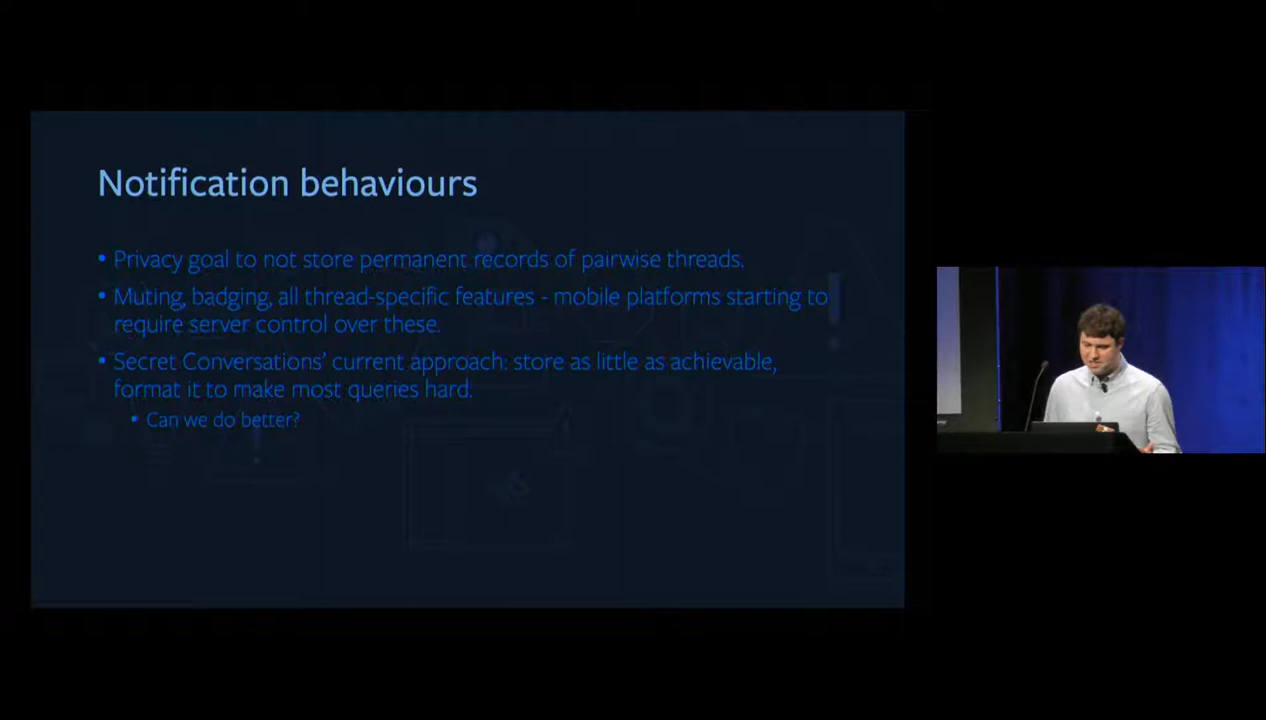 Notification behaviours
• Privacy goal to not store permanent records of pairwise threads.
• Muting, badging, all thread-specific features - mobile platforms starting to
require server control over these.
• Secret Conversations' current approach: store as little as achievable,
format it to make most queries hard.
• Can we do better?